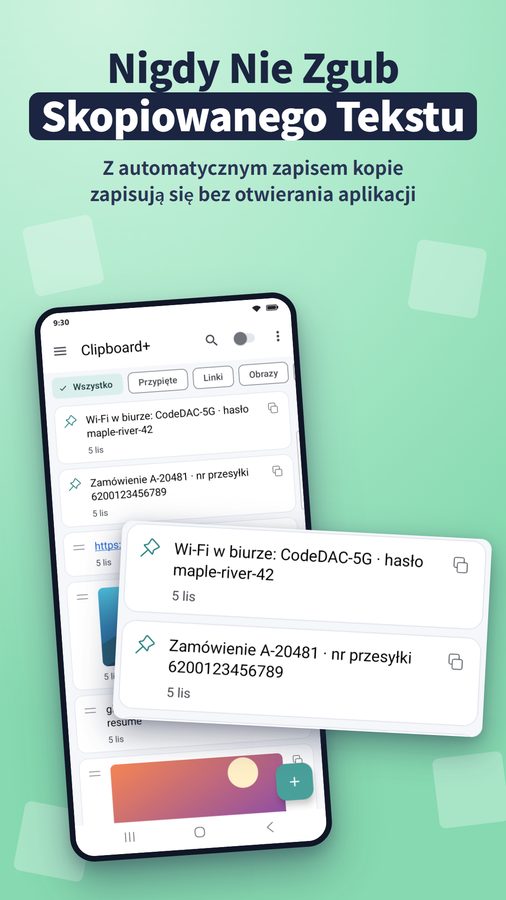 Nigdy Nie Zgub
Skopiowanego Tekstu
Z automatycznym zapisem kopie
zapisują się bez otwierania aplikacji
9:30
Clipboard+
Wszystko
Przypięte
Linki
Obrazy
Wi-Fi w biurze: CodeDAC-5G · hasło
maple-river-42
5 lis
Zamówienie A-20481 · nr przesyłki
6200123456789
5 lis
https:
5 lis
Wi-Fi w biurze: CodeDAC-5G · hasło
maple-river-42
5 lis
Zamówienie A-20481 · nr przesyłki
6200123456789
5 lis
resume
5 lis